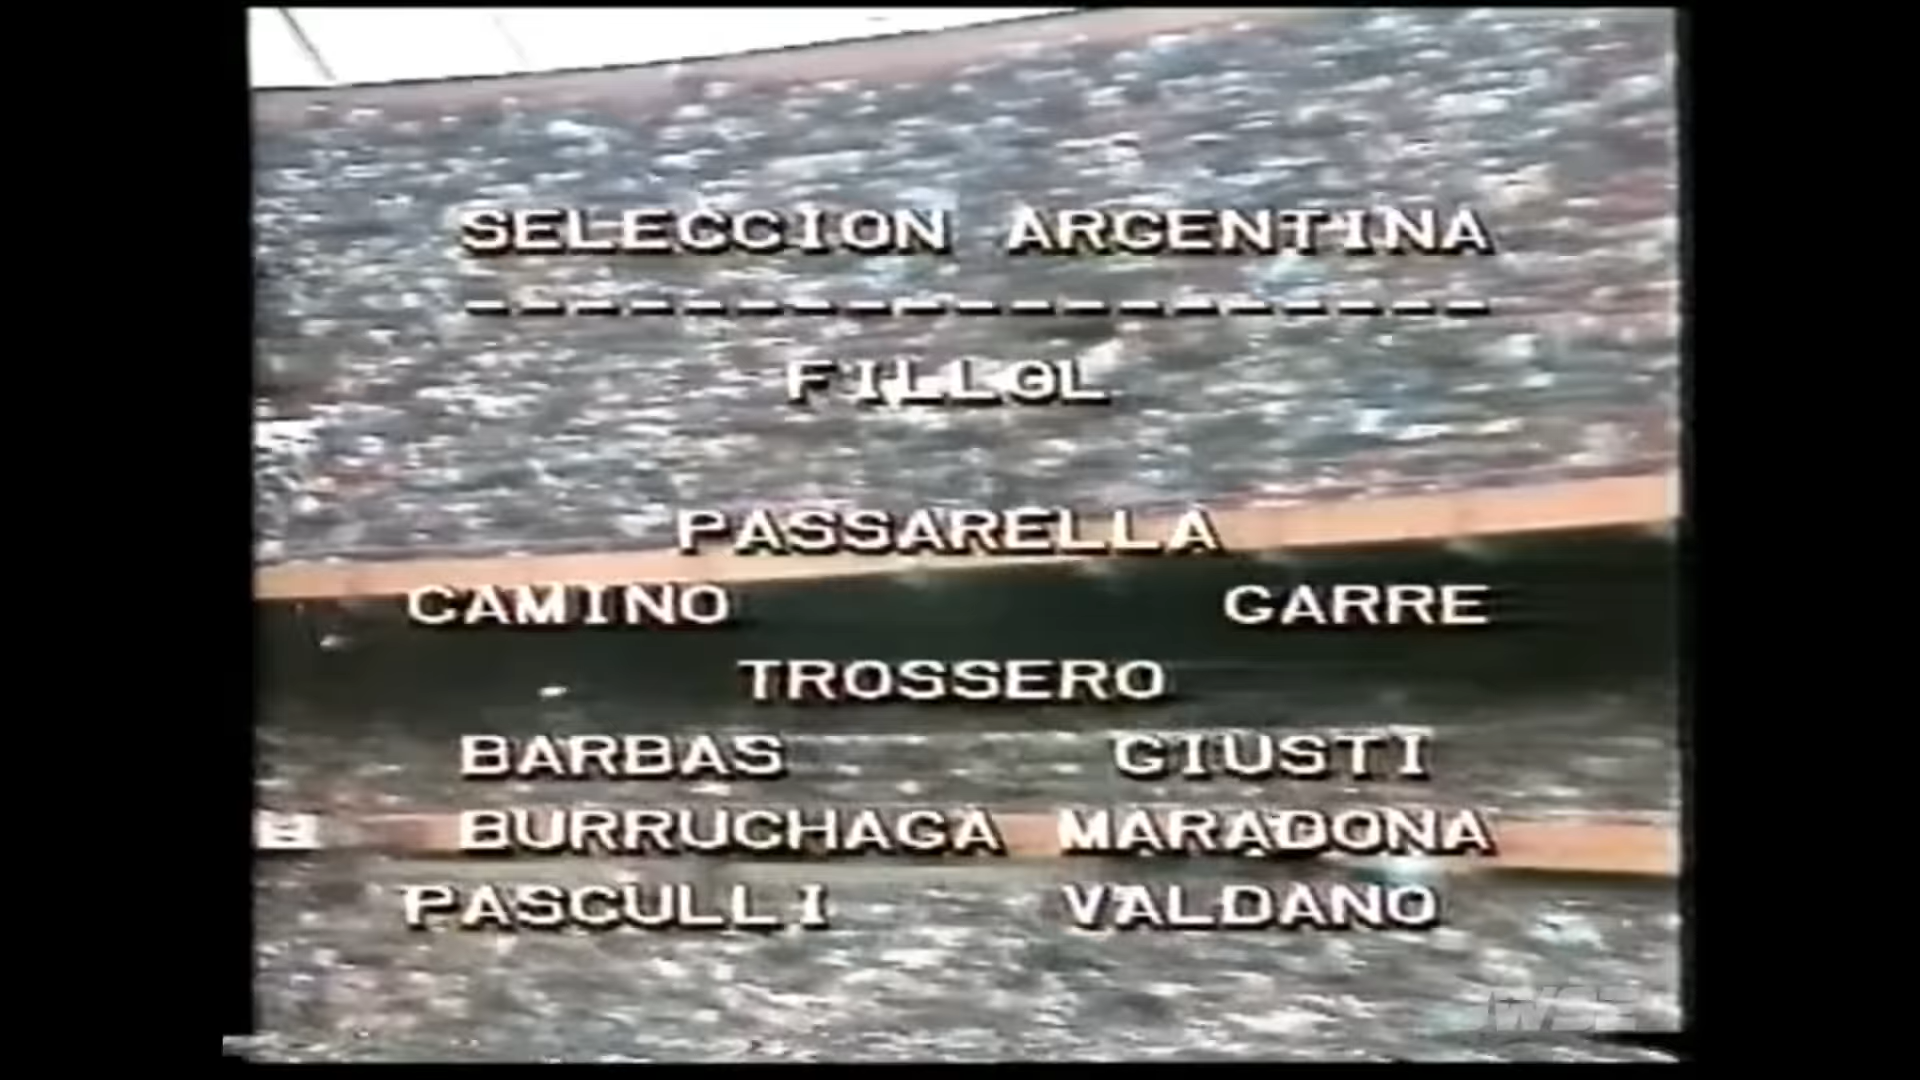 SELECCION ARGENTINA
--------------------
FILLOL
PASSARELLA
CAMINO GARRE
TROSSERO
BARBAS GIUSTI
BURRUCHAGA MARADONA
PASCULLI VALDANO